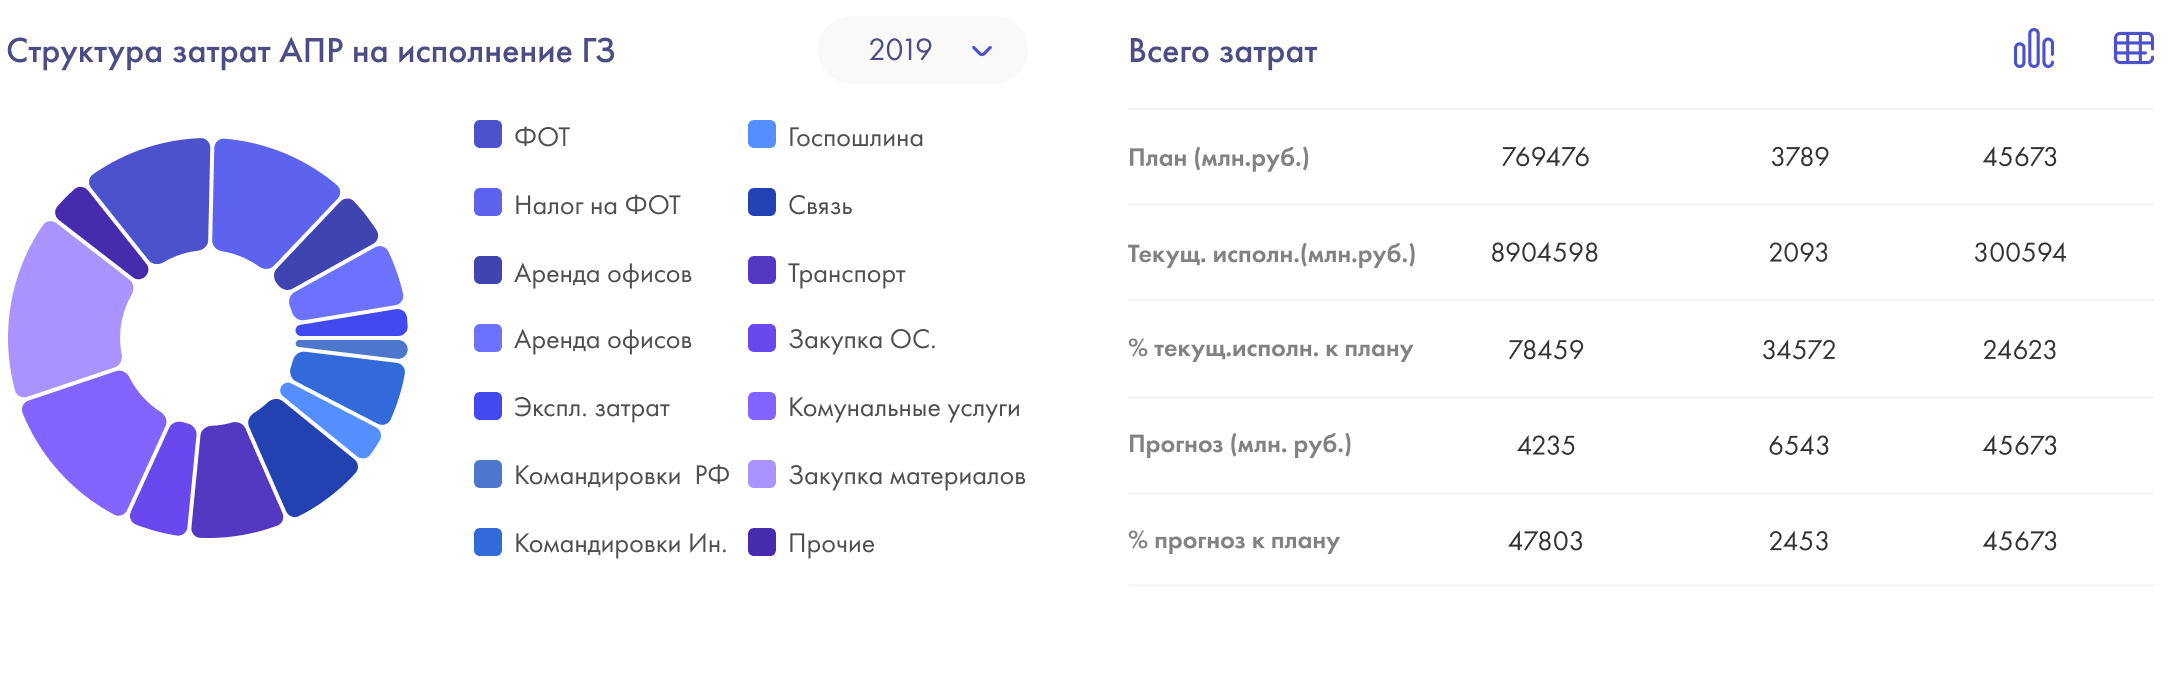 Структура затрат АПР на исполнение ГЗ
2019
ФОТ
Налог на ФОТ
Аренда офисов
Аренда офисов
Экспл. затрат
Командировки РФ
Командировки Ин.
Госпошлина
Связь
Транспорт
Закупка ОС.
Комунальные услуги
Закупка материалов
Прочие
Всего затрат
План (млн.руб.) 769476 3789 45673
Текущ. исполн.(млн.руб.) 8904598 2093 300594
% текущ.исполн. к плану 78459 34572 24623
Прогноз (млн. руб.) 4235 6543 45673
% прогноз к плану 47803 2453 45673